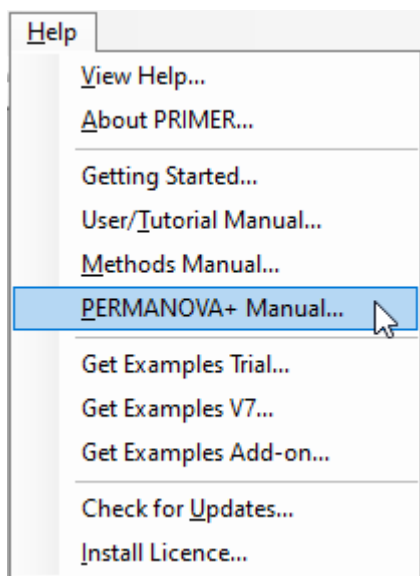 Help
View Help...
About PRIMER...
Getting Started...
User/Tutorial Manual...
Methods Manual...
PERMANOVA+ Manual...
Get Examples Trial...
Get Examples V7...
Get Examples Add-on...
Check for Updates...
Install Licence...